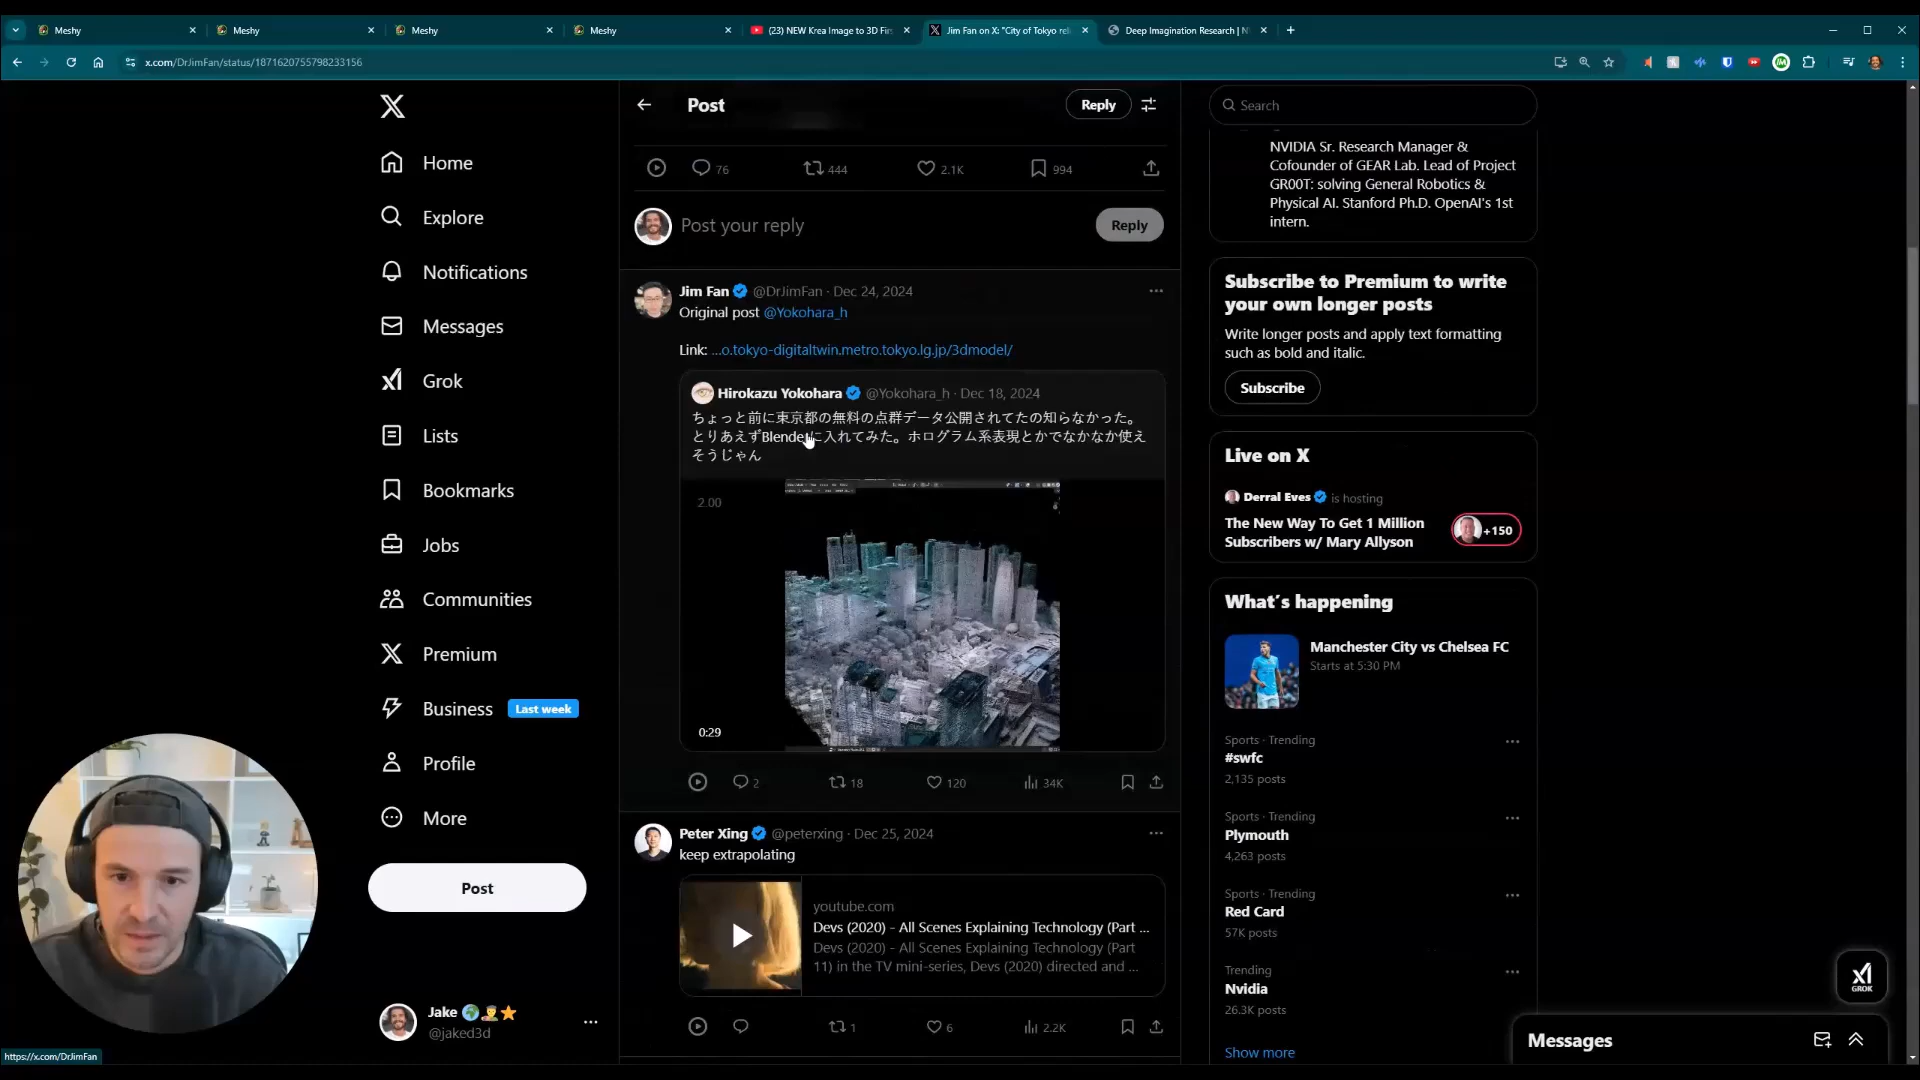 Meshy
Meshy
Meshy
Meshy
(23) NEW Krea Image to 3D Fir
Jim Fan on X: "City of Tokyo rel
Deep Imagination Research | N
x.com/DrJimFan/status/1871620755798233156
Post
Reply
Search
Home
Explore
Notifications
Messages
Grok
Lists
Bookmarks
Jobs
Communities
Premium
Business
Last week
Profile
More
Post
Jake
@jaked3d
https://x.com/DrJimFan
76
444
2.1K
994
Post your reply
Reply
Jim Fan @DrJimFan · Dec 24, 2024
Original post @Yokohara_h
Link: ...o.tokyo-digitaltwin.metro.tokyo.lg.jp/3dmodel/
Hirokazu Yokohara @Yokohara_h · Dec 18, 2024
ちょっと前に東京都の無料の点群データ公開されてたの知らなかった。
とりあえずBlenderに入れてみた。ホログラム系表現とかでなかなか使え
そうじゃん
2.00
0:29
2
18
120
34K
Peter Xing @peterxing · Dec 25, 2024
keep extrapolating
youtube.com
Devs (2020) - All Scenes Explaining Technology (Part ...
Devs (2020) - All Scenes Explaining Technology (Part
11) in the TV mini-series, Devs (2020) directed and ...
1
6
2.2K
NVIDIA Sr. Research Manager &
Cofounder of GEAR Lab. Lead of Project
GR00T: solving General Robotics &
Physical AI. Stanford Ph.D. OpenAI's 1st
intern.
Subscribe to Premium to write
your own longer posts
Write longer posts and apply text formatting
such as bold and italic.
Subscribe
Live on X
Derral Eves is hosting
The New Way To Get 1 Million
Subscribers w/ Mary Allyson
+150
What's happening
Manchester City vs Chelsea FC
Starts at 5:30 PM
Sports · Trending
#swfc
2,135 posts
Sports · Trending
Plymouth
4,263 posts
Sports · Trending
Red Card
57K posts
Trending
Nvidia
26.3K posts
Show more
GROK
Messages